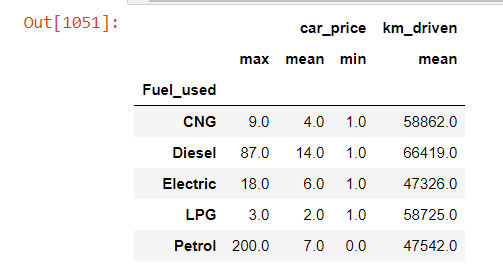 Out[1051]:
car_price km_driven
max mean min mean
Fuel_used
CNG 9.0 4.0 1.0 58862.0
Diesel 87.0 14.0 1.0 66419.0
Electric 18.0 6.0 1.0 47326.0
LPG 3.0 2.0 1.0 58725.0
Petrol 200.0 7.0 0.0 47542.0